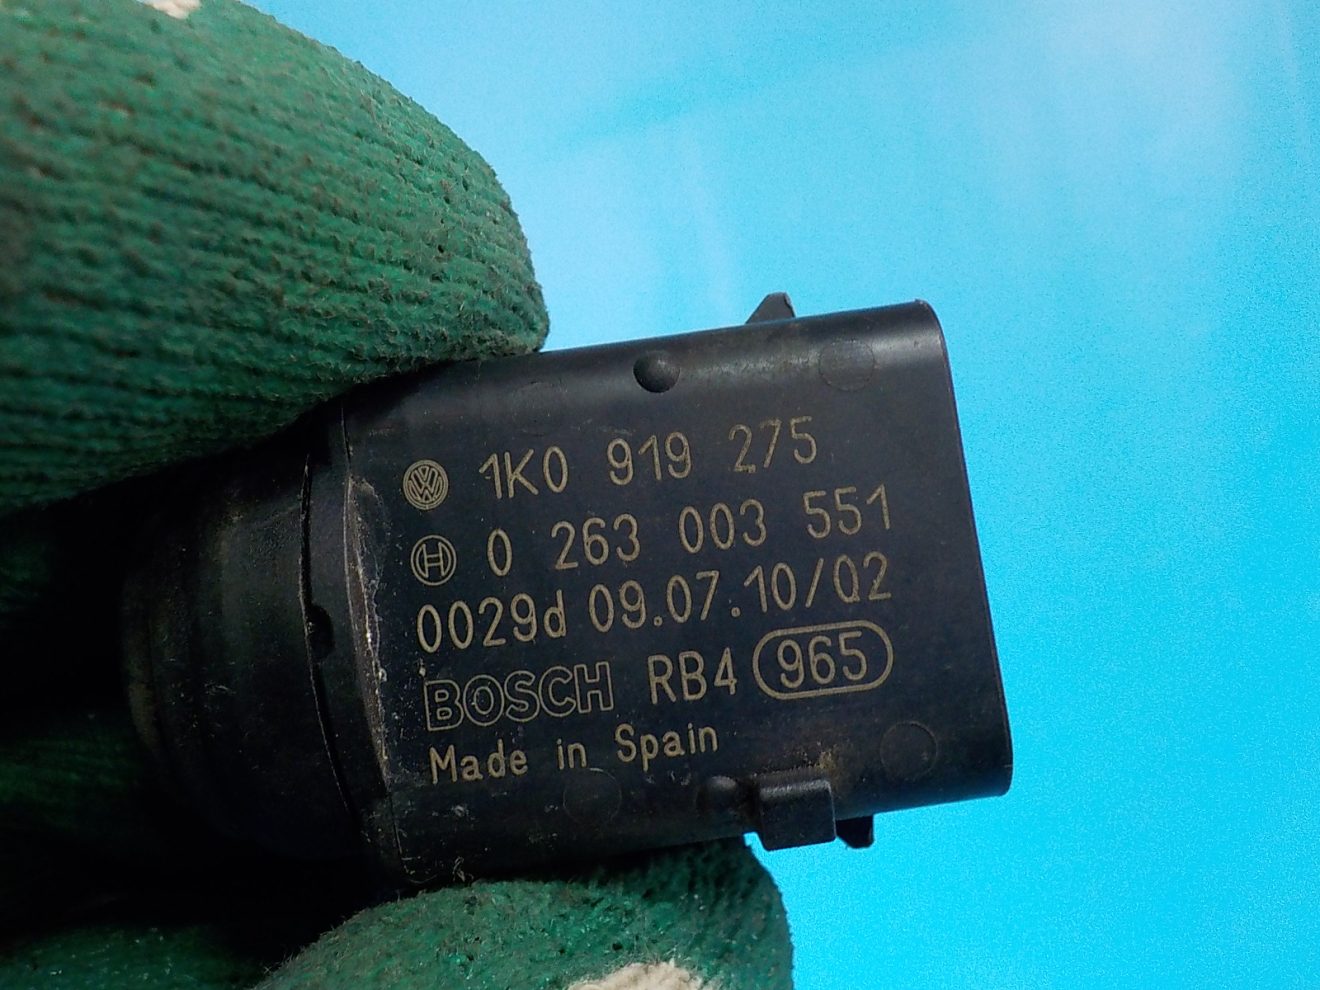 1K0 919 275
0 263 003 551
0029d 09.07.10/02
BOSCH RB4 965
Made in Spain